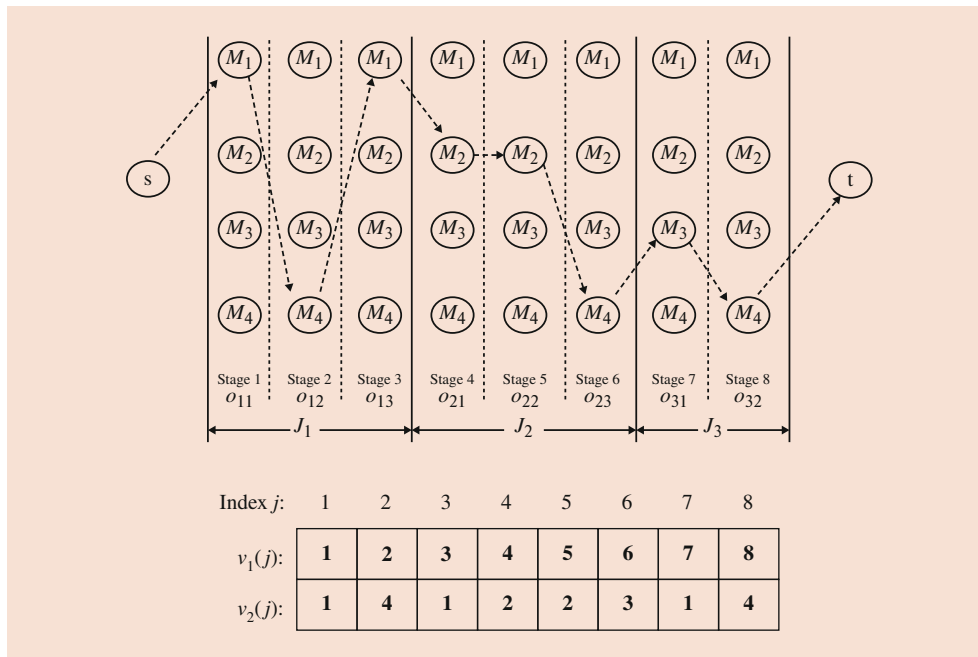 M1 M1 M1 M1 M1 M1 M1 M1
s M2 M2 M2 M2 M2 M2 M2 M2 t
M3 M3 M3 M3 M3 M3 M3 M3
M4 M4 M4 M4 M4 M4 M4 M4
Stage 1 Stage 2 Stage 3 Stage 4 Stage 5 Stage 6 Stage 7 Stage 8
o11 o12 o13 o21 o22 o23 o31 o32
J1 J2 J3
Index j: 1 2 3 4 5 6 7 8
v1(j): 1 2 3 4 5 6 7 8
v2(j): 1 4 1 2 2 3 1 4